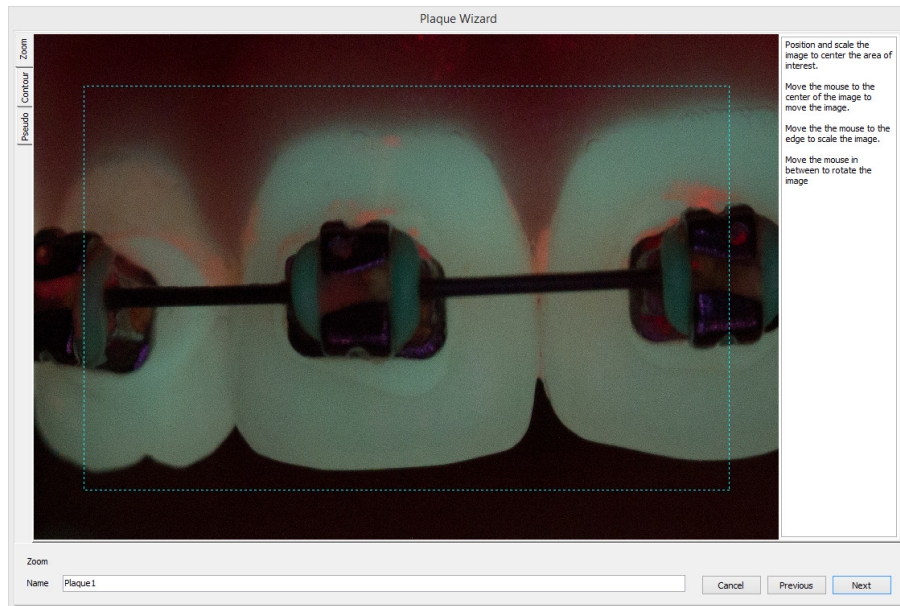 Plaque Wizard
Zoom
Contour
Pseudo
Position and scale the
image to center the area of
interest.
Move the mouse to the
center of the image to
move the image.
Move the the mouse to the
edge to scale the image.
Move the mouse in
between to rotate the
image
Zoom
Name Plaque1
Cancel Previous Next